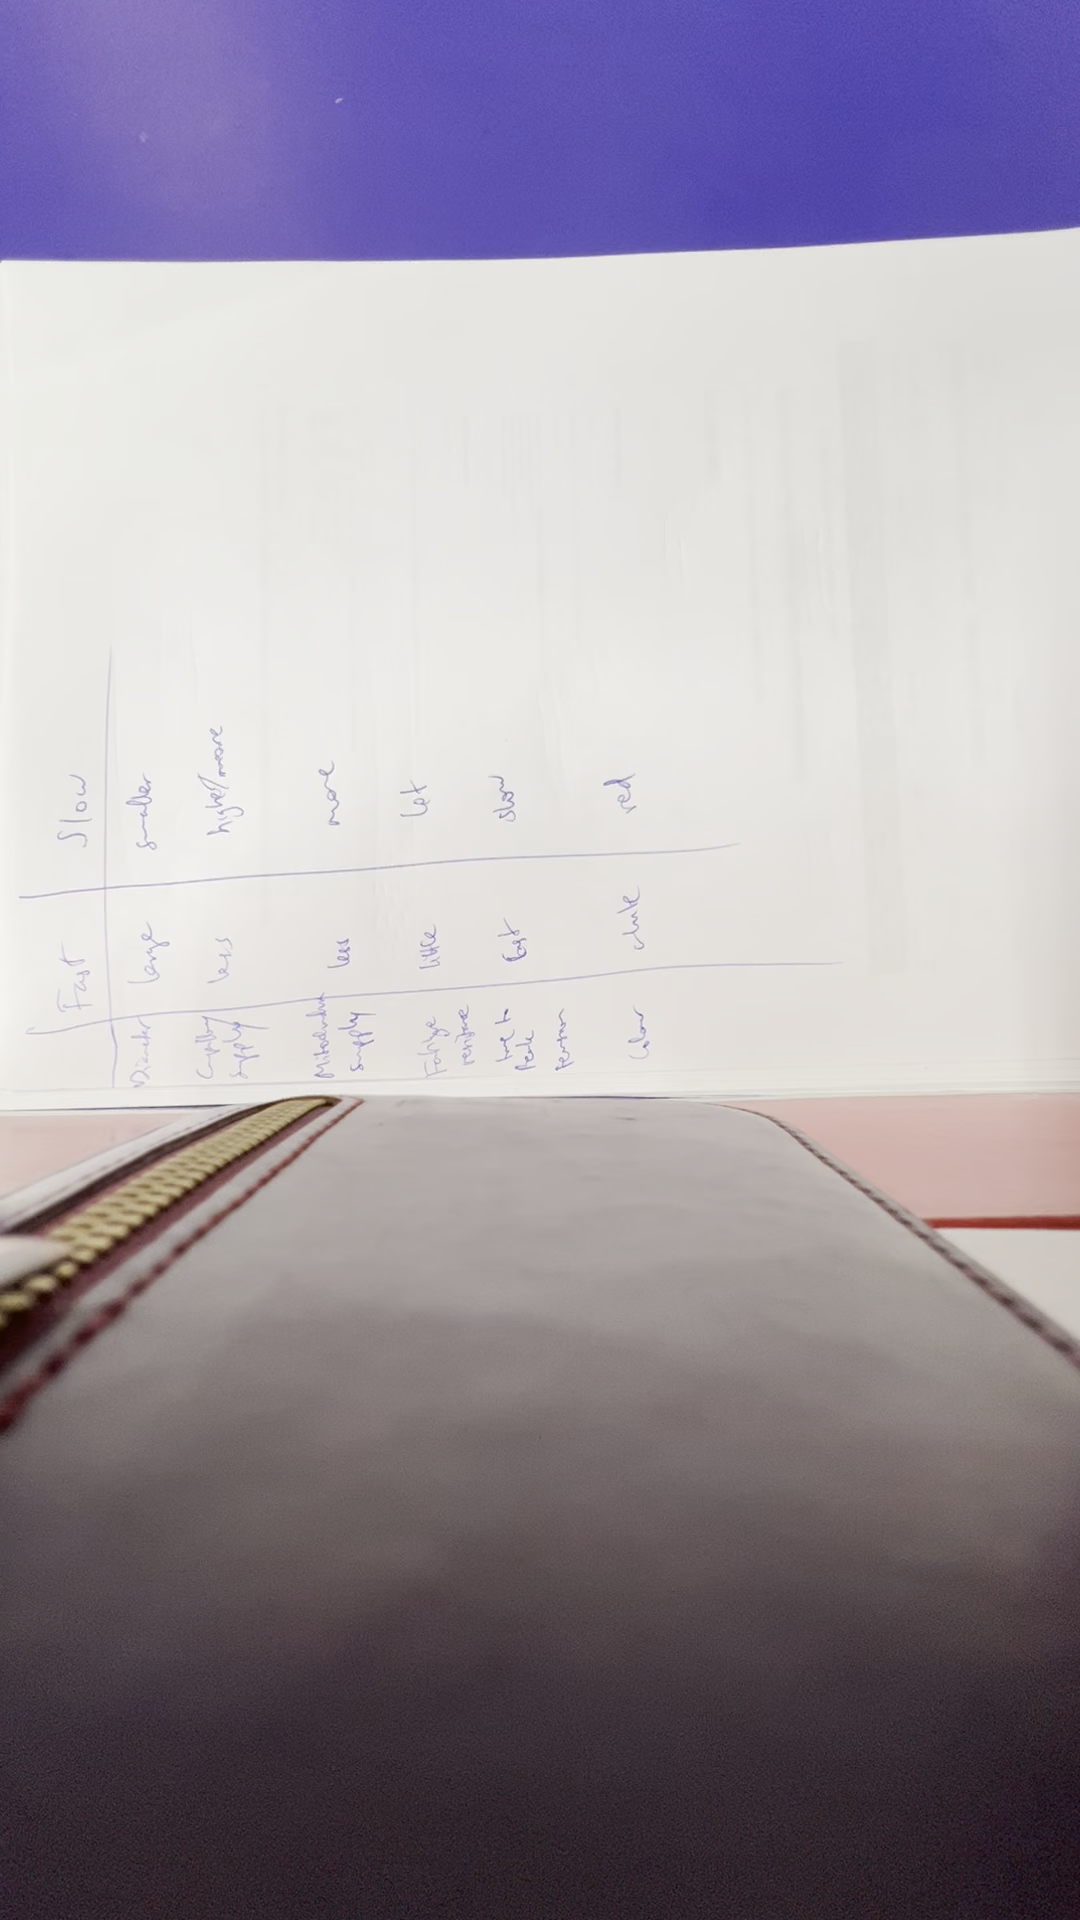 Fast Slow
Diameter large smaller
Capillary less higher/more
supply
Mitochondria less more
supply
Fatigue little lot
resistance
time to fast slow
Peak
tension
Colour white red